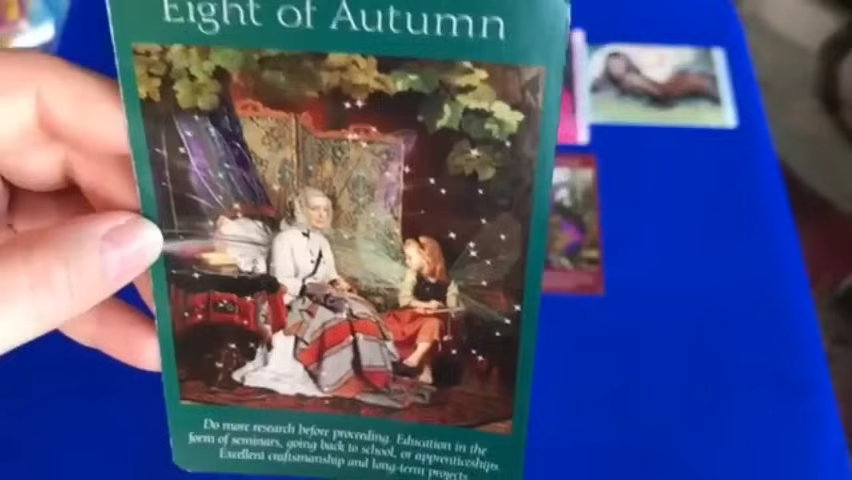 Eight of Autumn
Do more research before proceeding. Education in the
form of seminars, going back to school, or apprenticeships.
Excellent craftsmanship and long-term projects.